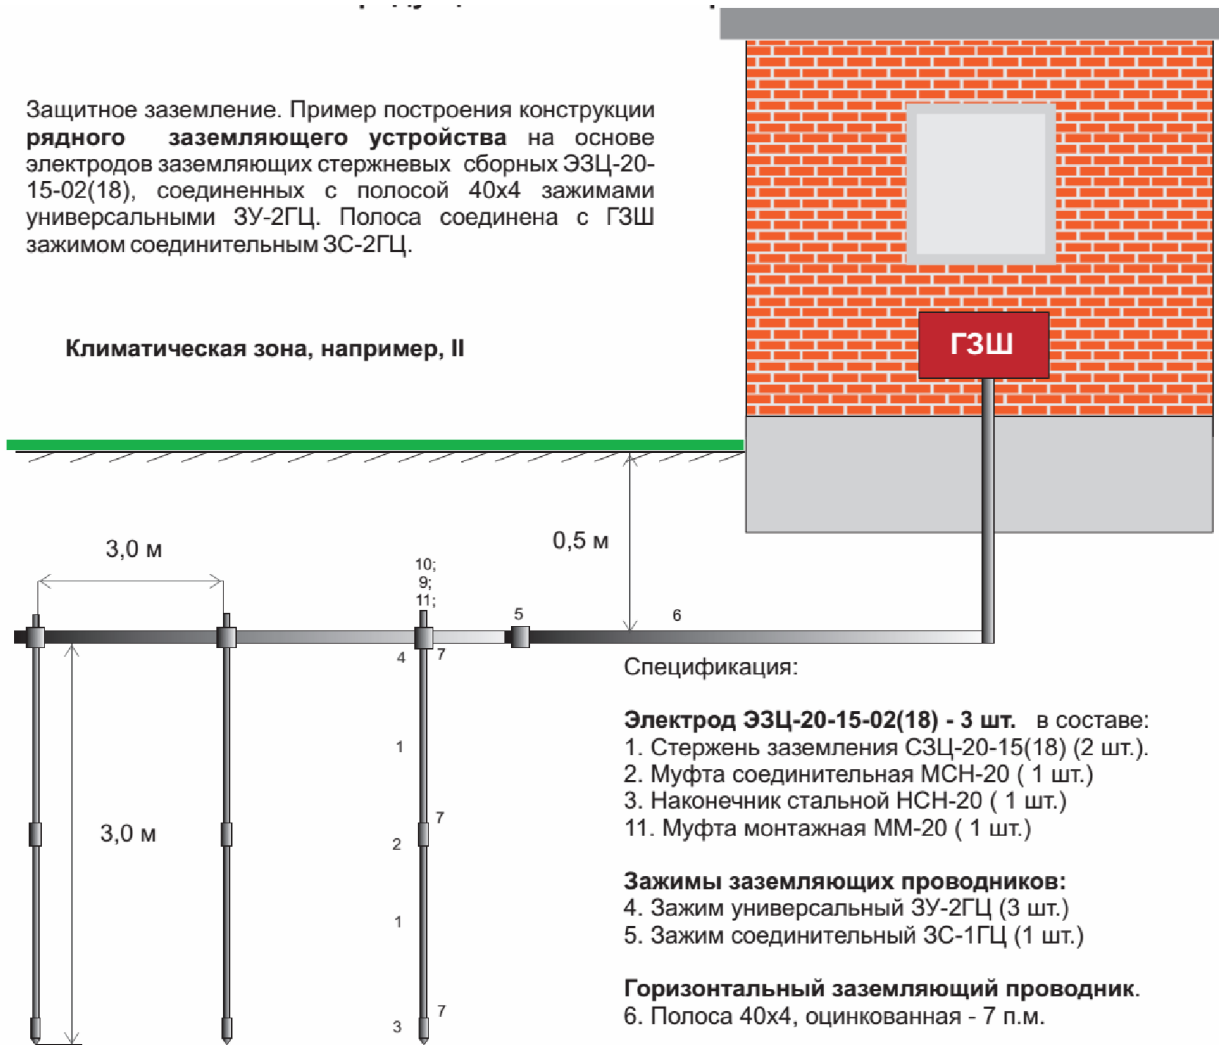 Защитное заземление. Пример построения конструкции
рядного заземляющего устройства на основе
электродов заземляющих стержневых сборных ЭЗЦ-20-
15-02(18), соединенных с полосой 40х4 зажимами
универсальными ЗУ-2ГЦ. Полоса соединена с ГЗШ
зажимом соединительным ЗС-2ГЦ.
Климатическая зона, например, II
ГЗШ
3,0 м
0,5 м
10;
9;
11;
5
6
4
7
1
3,0 м
7
2
1
7
3
Спецификация:
Электрод ЭЗЦ-20-15-02(18) - 3 шт. в составе:
1. Стержень заземления СЗЦ-20-15(18) (2 шт.).
2. Муфта соединительная МСН-20 ( 1 шт.)
3. Наконечник стальной НСН-20 ( 1 шт.)
11. Муфта монтажная ММ-20 ( 1 шт.)
Зажимы заземляющих проводников:
4. Зажим универсальный ЗУ-2ГЦ (3 шт.)
5. Зажим соединительный ЗС-1ГЦ (1 шт.)
Горизонтальный заземляющий проводник.
6. Полоса 40х4, оцинкованная - 7 п.м.